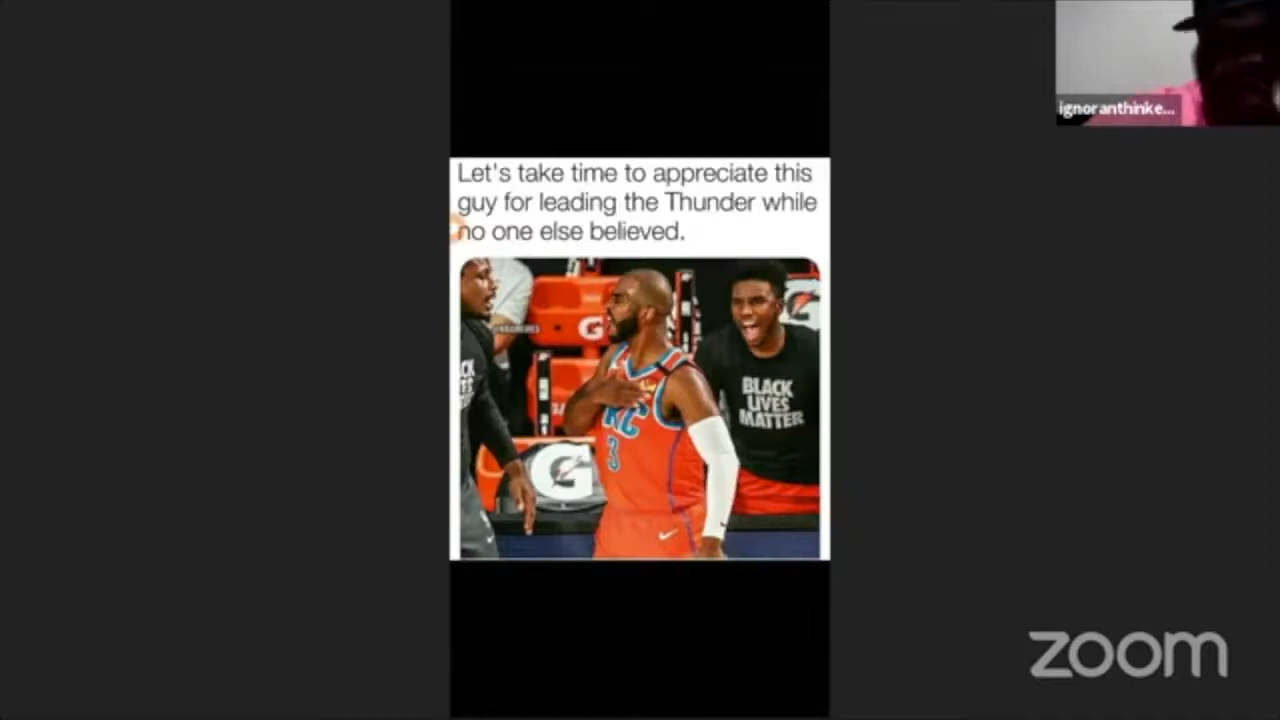 ignoranthinke...
Let's take time to appreciate this
guy for leading the Thunder while
no one else believed.
G
G
BLACK
LIVES
MATTER
3
G
zoom